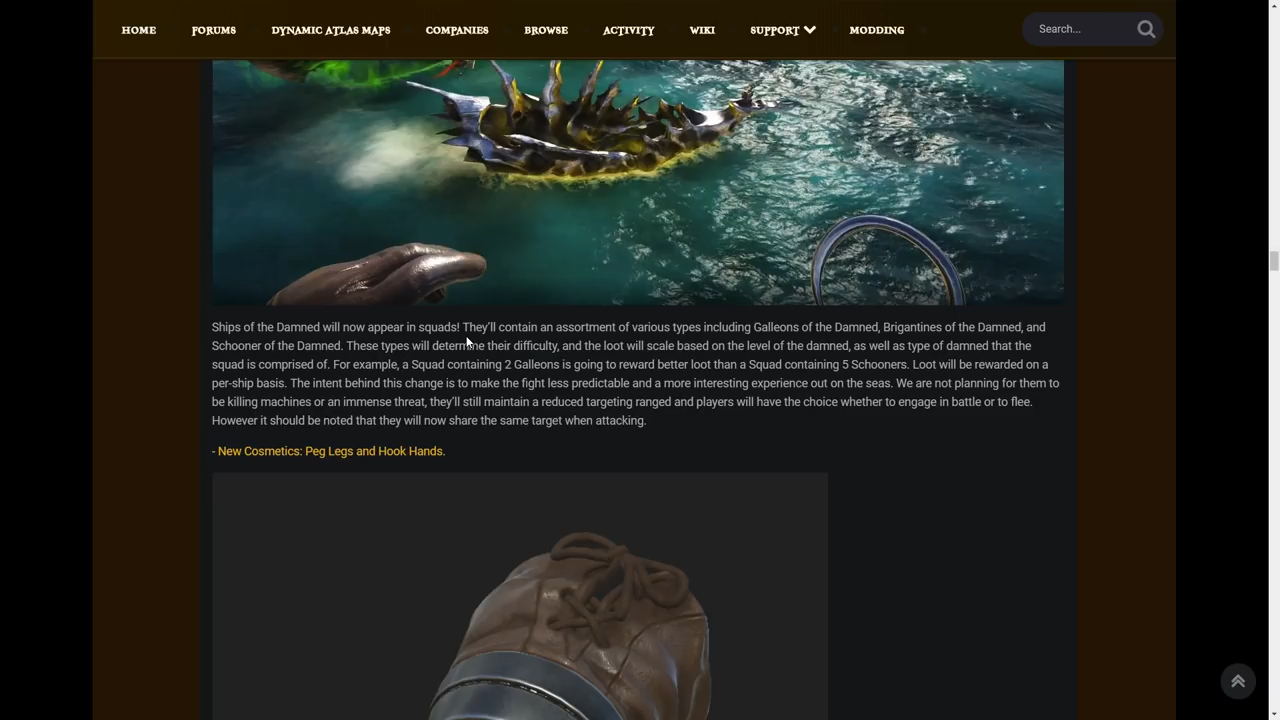 HOME FORUMS DYNAMIC ATLAS MAPS COMPANIES BROWSE ACTIVITY WIKI SUPPORT MODDING Search...
Ships of the Damned will now appear in squads! They'll contain an assortment of various types including Galleons of the Damned, Brigantines of the Damned, and
Schooner of the Damned. These types will determine their difficulty, and the loot will scale based on the level of the damned, as well as type of damned that the
squad is comprised of. For example, a Squad containing 2 Galleons is going to reward better loot than a Squad containing 5 Schooners. Loot will be rewarded on a
per-ship basis. The intent behind this change is to make the fight less predictable and a more interesting experience out on the seas. We are not planning for them to
be killing machines or an immense threat, they'll still maintain a reduced targeting ranged and players will have the choice whether to engage in battle or to flee.
However it should be noted that they will now share the same target when attacking.
- New Cosmetics: Peg Legs and Hook Hands.